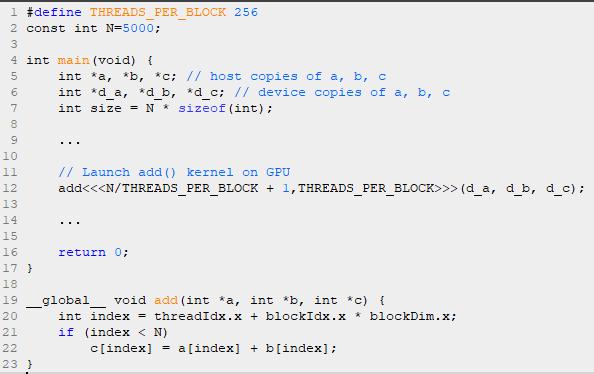 1 #define THREADS_PER_BLOCK 256
2 const int N=5000;
3
4 int main(void) {
5     int *a, *b, *c; // host copies of a, b, c
6     int *d_a, *d_b, *d_c; // device copies of a, b, c
7     int size = N * sizeof(int);
8
9     ...
10
11     // Launch add() kernel on GPU
12     add<<<N/THREADS_PER_BLOCK + 1,THREADS_PER_BLOCK>>>(d_a, d_b, d_c);
13
14     ...
15
16     return 0;
17 }
18
19 __global__ void add(int *a, int *b, int *c) {
20     int index = threadIdx.x + blockIdx.x * blockDim.x;
21     if (index < N)
22         c[index] = a[index] + b[index];
23 }